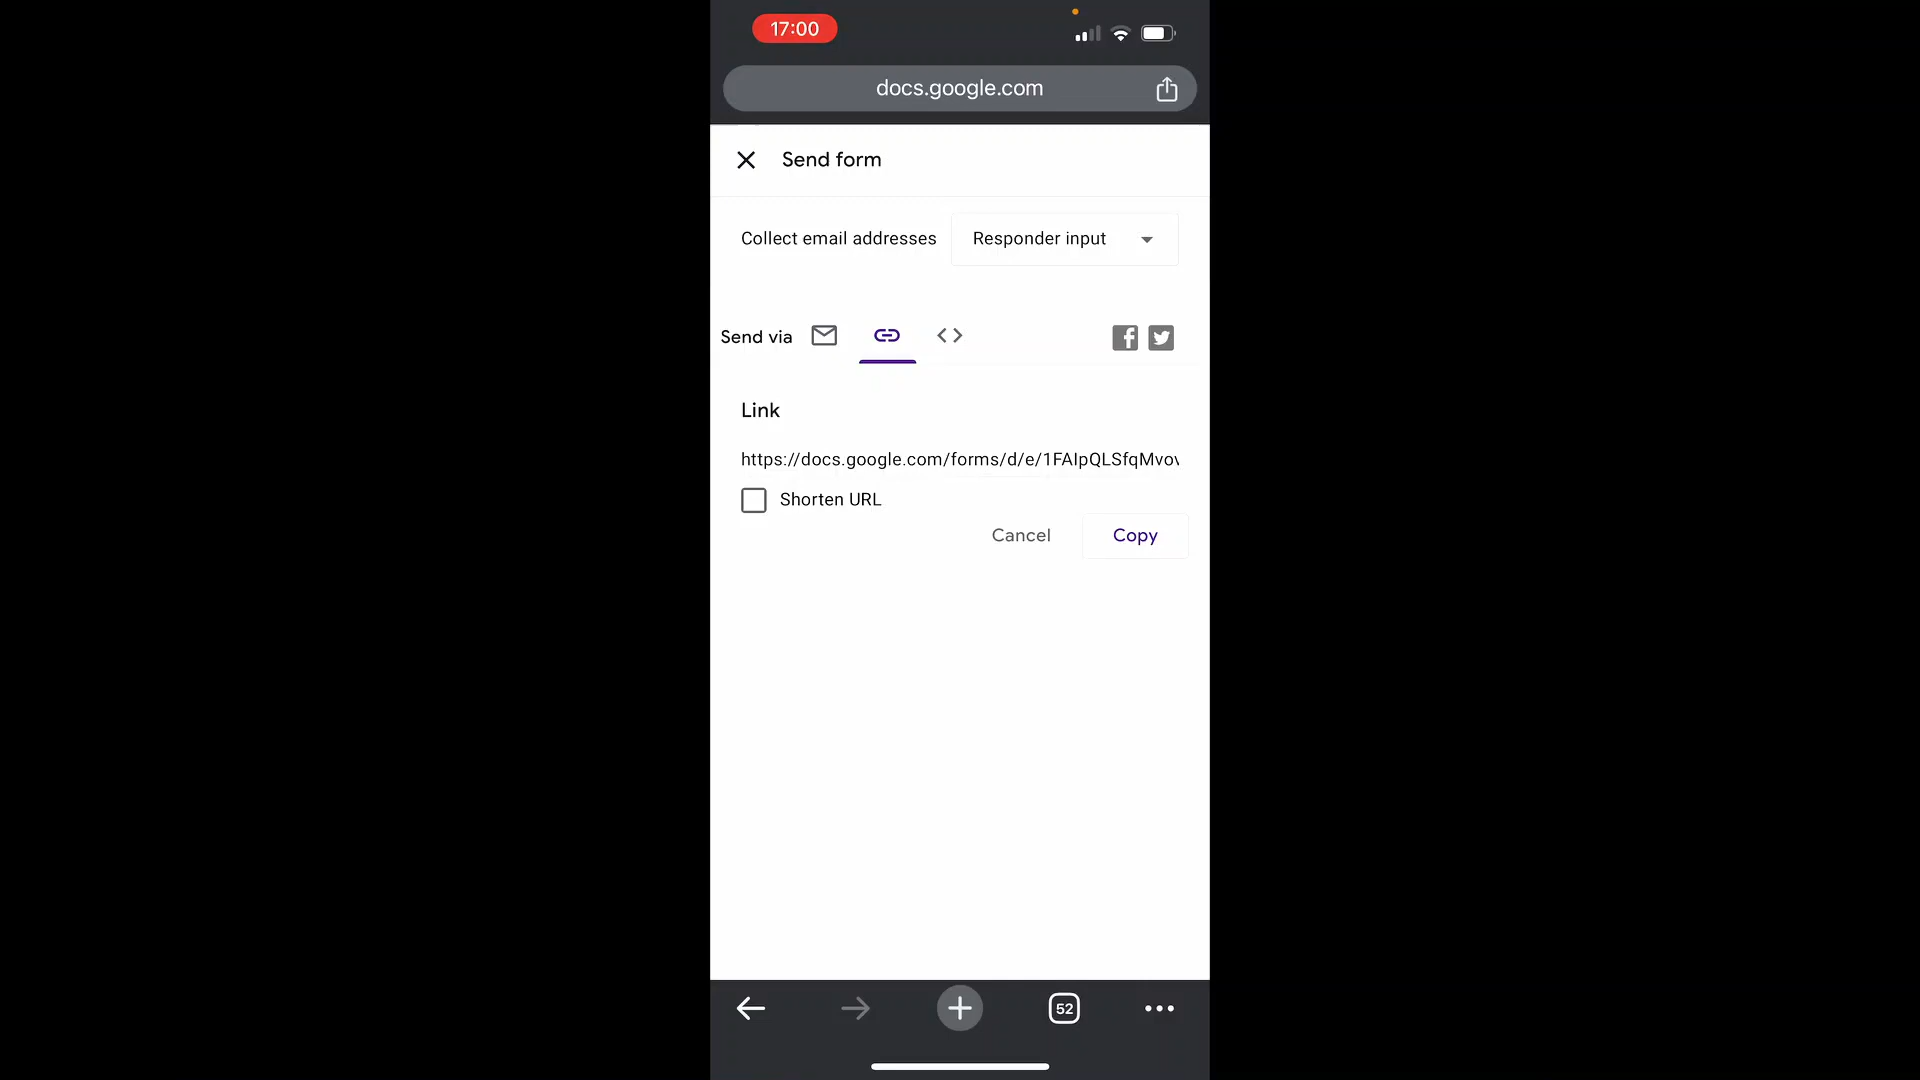 17:00
docs.google.com
Send form
Collect email addresses Responder input
Send via
Link
https://docs.google.com/forms/d/e/1FAIpQLSfqMvov
Shorten URL
Cancel Copy
52